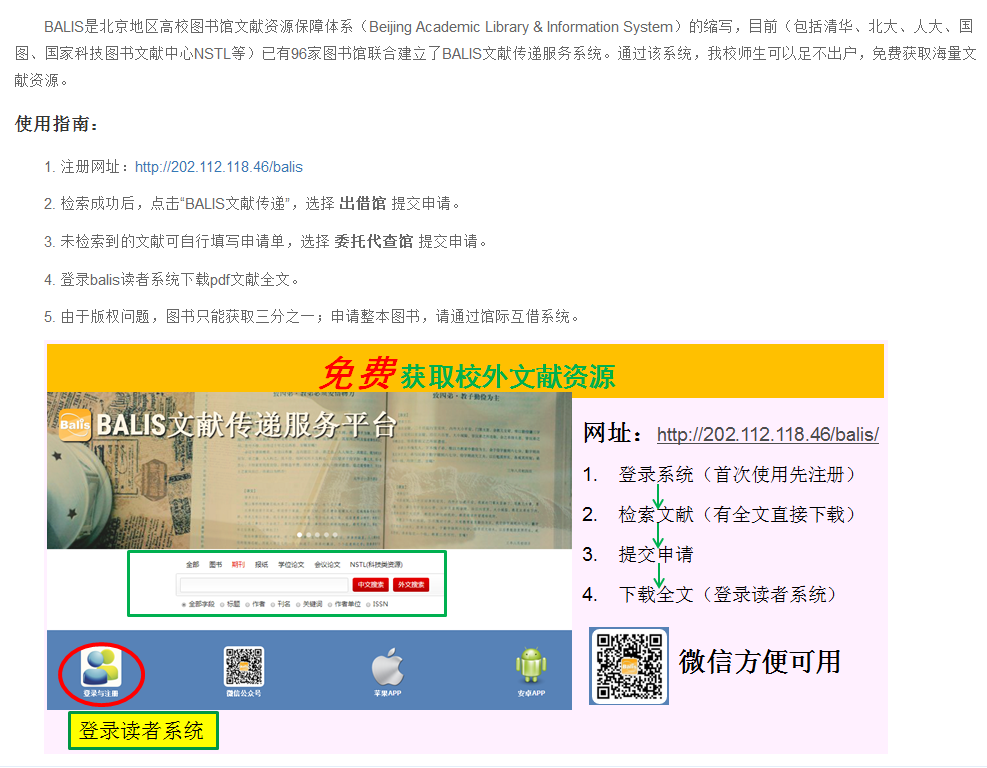 BALIS是北京地区高校图书馆文献资源保障体系（Beijing Academic Library & Information System）的缩写，目前（包括清华、北大、人大、国
图、国家科技图书文献中心NSTL等）已有96家图书馆联合建立了BALIS文献传递服务系统。通过该系统，我校师生可以足不出户，免费获取海量文
献资源。
使用指南：
1. 注册网址：http://202.112.118.46/balis
2. 检索成功后，点击“BALIS文献传递”，选择 出借馆 提交申请。
3. 未检索到的文献可自行填写申请单，选择 委托代查馆 提交申请。
4. 登录balis读者系统下载pdf文献全文。
5. 由于版权问题，图书只能获取三分之一；申请整本图书，请通过馆际互借系统。
免费获取校外文献资源
Balis BALIS文献传递服务平台
网址：http://202.112.118.46/balis/
1. 登录系统（首次使用先注册）
2. 检索文献（有全文直接下载）
3. 提交申请
4. 下载全文（登录读者系统）
全部 图书 期刊 报纸 学位论文 会议论文 NSTL(科技类资源)
中文搜索 外文搜索
全部字段 标题 作者 刊名 关键词 作者单位 ISSN
登录与注册 微信公众号 苹果APP 安卓APP
微信方便可用
登录读者系统